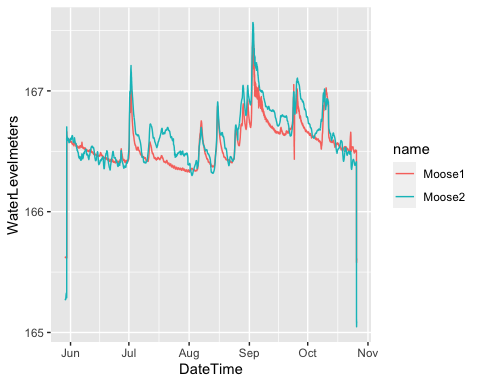 167
166
165
WaterLevelmeters
Jun Jul Aug Sep Oct Nov
DateTime
name
Moose1
Moose2